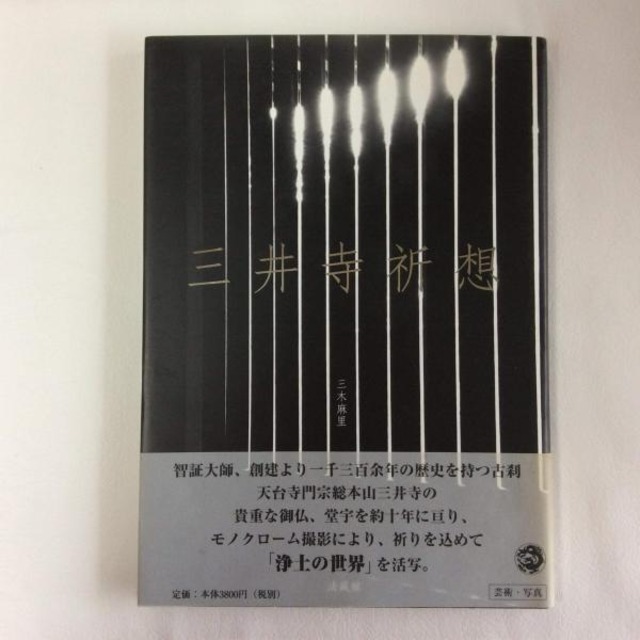 三井寺祈想
三木麻里
智証大師、創建より一千三百余年の歴史を持つ古刹
天台寺門宗総本山三井寺の
貴重な御仏、堂宇を約十年に亘り、
モノクローム撮影により、祈りを込めて
「浄土の世界」を活写。
定価:本体3800円(税別)
芸術・写真